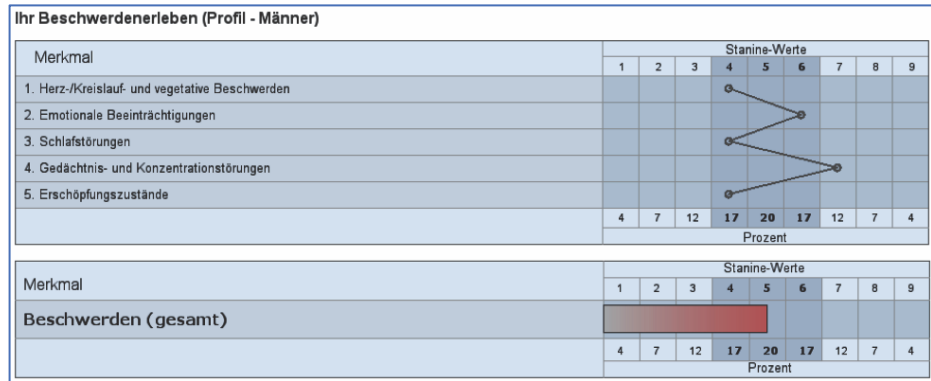 Ihr Beschwerdenerleben (Profil - Männer)
Merkmal
Stanine-Werte
1 2 3 4 5 6 7 8 9
1. Herz-/Kreislauf- und vegetative Beschwerden
2. Emotionale Beeinträchtigungen
3. Schlafstörungen
4. Gedächtnis- und Konzentrationstörungen
5. Erschöpfungszustände
4 7 12 17 20 17 12 7 4
Prozent
Stanine-Werte
Merkmal
1 2 3 4 5 6 7 8 9
Beschwerden (gesamt)
4 7 12 17 20 17 12 7 4
Prozent